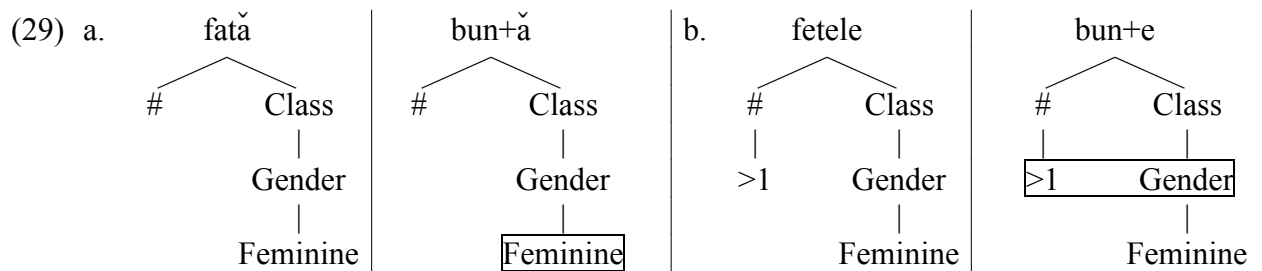 (29) a. fată bun+ă b. fetele bun+e
# Class # Class # Class # Class
Gender Gender >1 Gender >1 Gender
Feminine Feminine Feminine Feminine